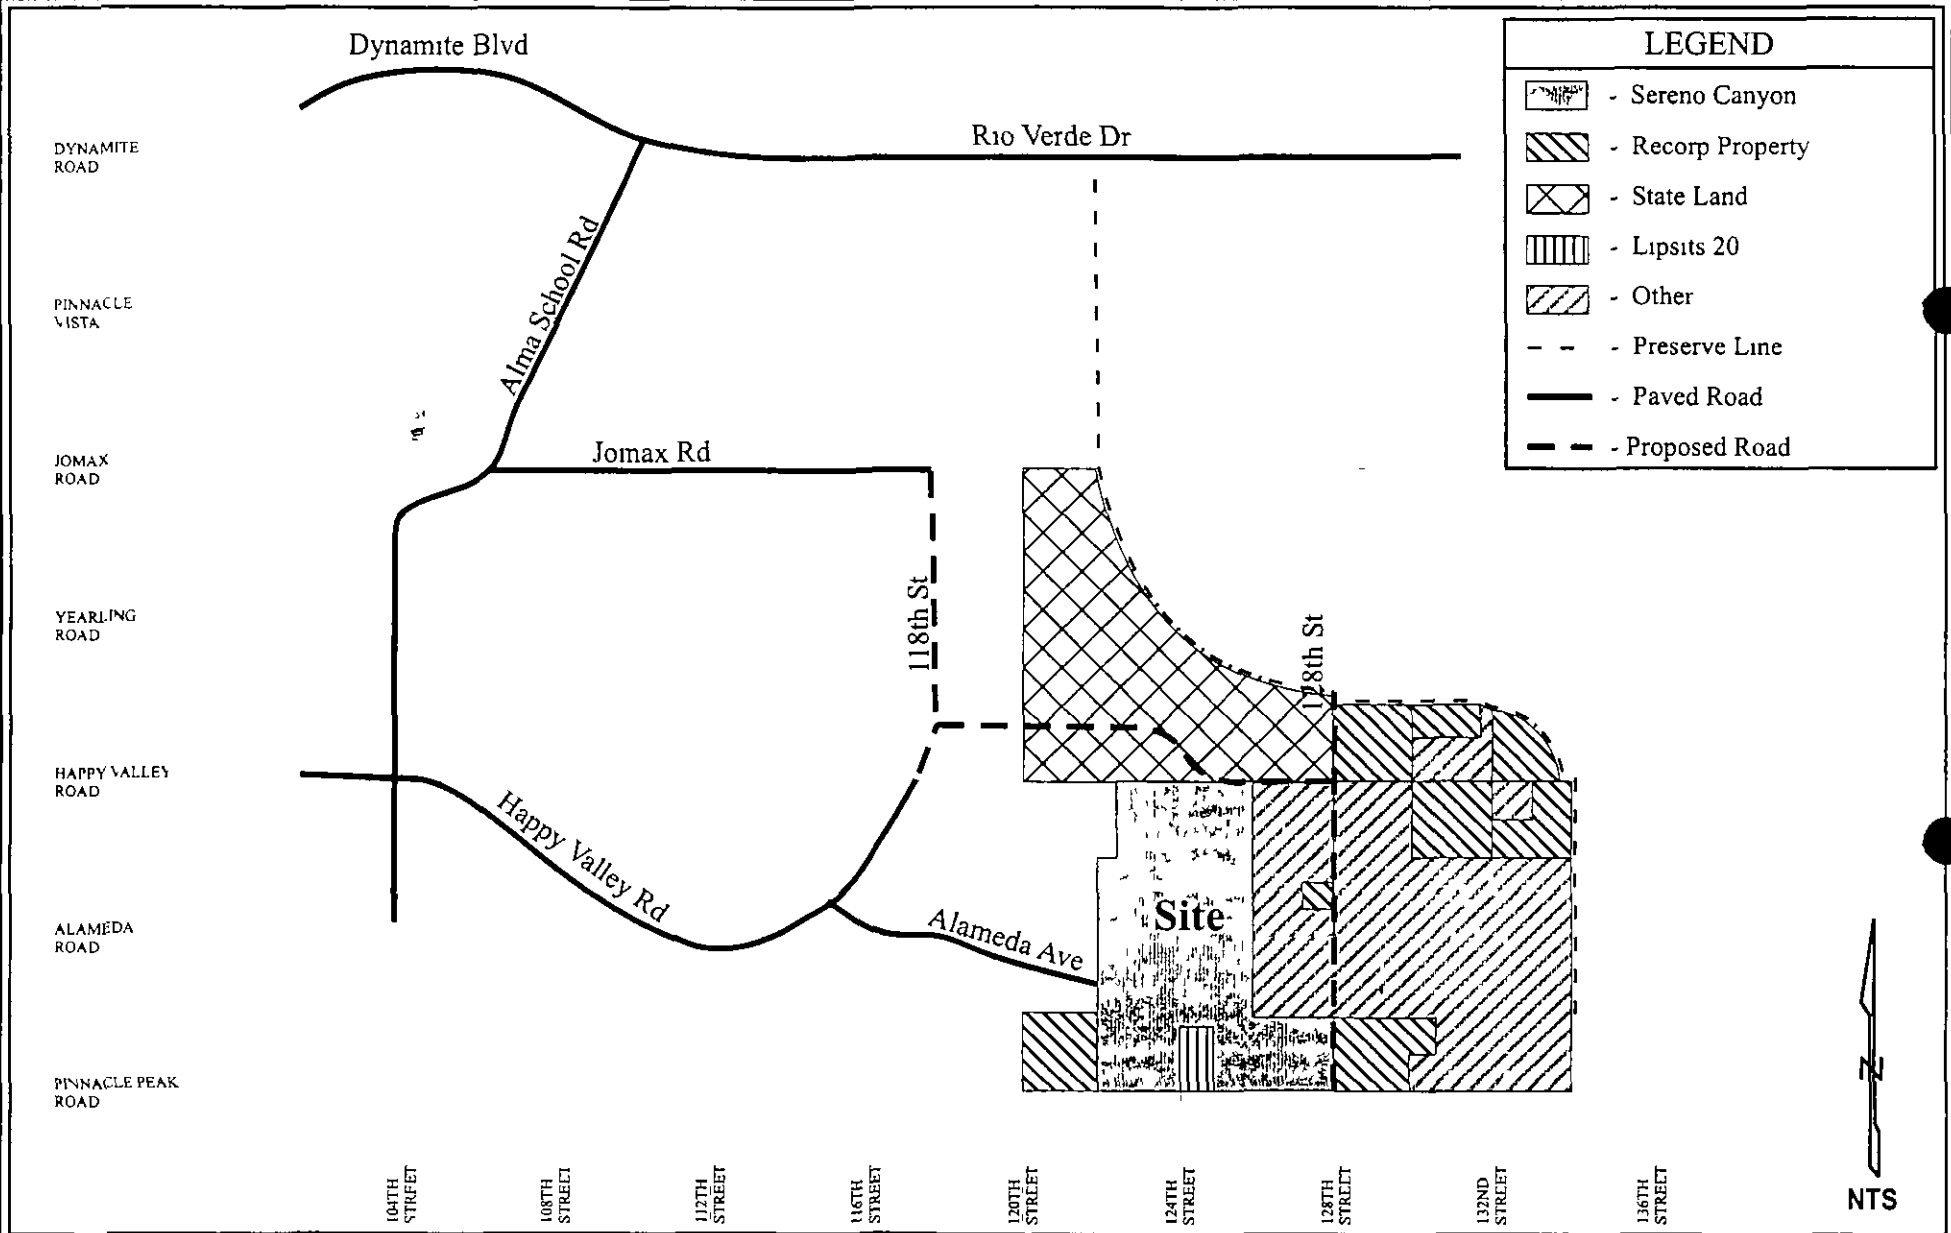 Dynamite Blvd
Rio Verde Dr
Alma School Rd
Jomax Rd
118th St
128th St
Happy Valley Rd
Alameda Ave
Site
LEGEND
- Sereno Canyon
- Recorp Property
- State Land
- Lipsits 20
- Other
- Preserve Line
- Paved Road
- Proposed Road
DYNAMITE
ROAD
PINNACLE
VISTA
JOMAX
ROAD
YEARLING
ROAD
HAPPY VALLEY
ROAD
ALAMEDA
ROAD
PINNACLE PEAK
ROAD
104TH
STREET
108TH
STREET
112TH
STREET
116TH
STREET
120TH
STREET
124TH
STREET
128TH
STREET
132ND
STREET
136TH
STREET
N
NTS